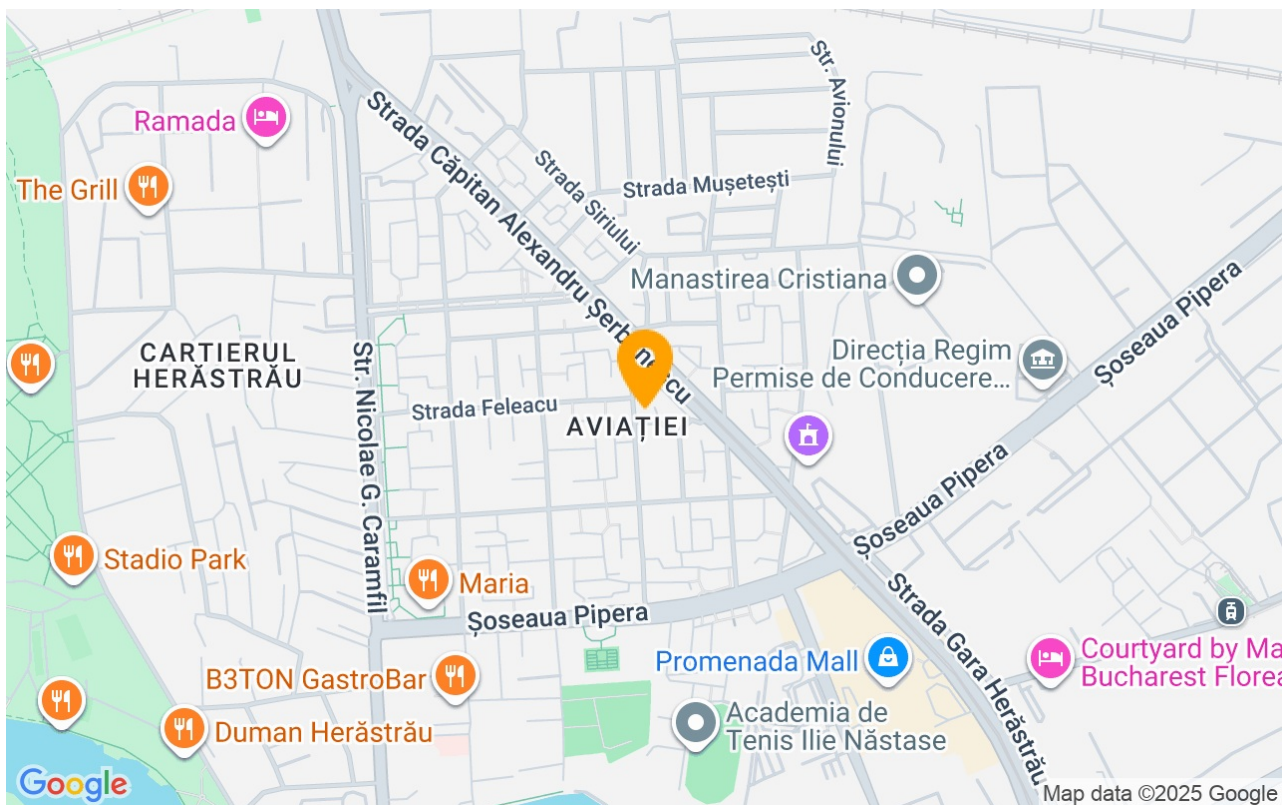 Str. Avionului
Ramada
Strada Căpitan Alexandru Șerb nescu
The Grill
Strada Siriului
Strada Mușetești
Manastirea Cristiana
Șoseaua Pipera
CARTIERUL
HERĂSTRĂU
Direcția Regim
Permise de Conducere...
Str. Nicolae G. Caramfil
Strada Feleacu
AVIAȚIEI
Șoseaua Pipera
Stadio Park
Maria
Șoseaua Pipera
Strada Gara Herăstrău
Promenada Mall
Courtyard by Ma
Bucharest Florea
B3TON GastroBar
Duman Herăstrău
Academia de
Tenis Ilie Năstase
Google
Map data ©2025 Google